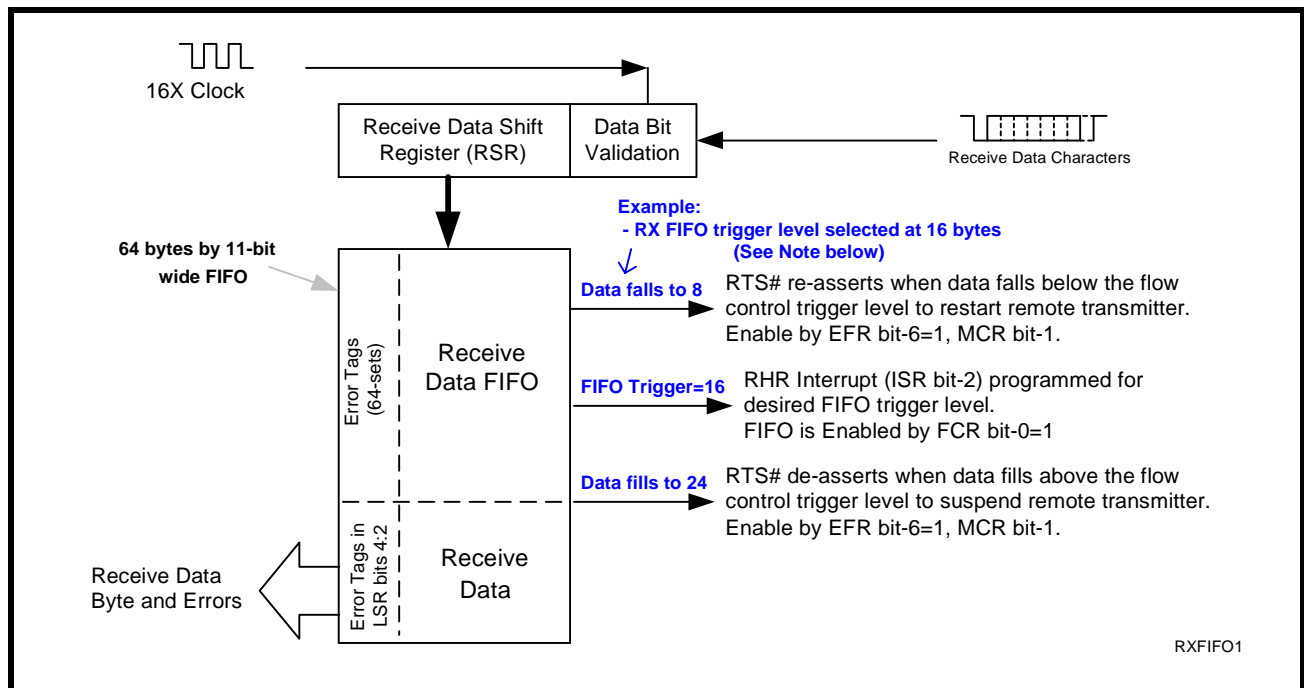 16X Clock
Receive Data Shift
Register (RSR)
Data Bit
Validation
Receive Data Characters
Example:
- RX FIFO trigger level selected at 16 bytes
(See Note below)
64 bytes by 11-bit
wide FIFO
Data falls to 8
RTS# re-asserts when data falls below the flow
control trigger level to restart remote transmitter.
Enable by EFR bit-6=1, MCR bit-1.
Error Tags
(64-sets)
Receive
Data FIFO
FIFO Trigger=16
RHR Interrupt (ISR bit-2) programmed for
desired FIFO trigger level.
FIFO is Enabled by FCR bit-0=1
Data fills to 24
RTS# de-asserts when data fills above the flow
control trigger level to suspend remote transmitter.
Enable by EFR bit-6=1, MCR bit-1.
Error Tags in
LSR bits 4:2
Receive
Data
Receive Data
Byte and Errors
RXFIFO1